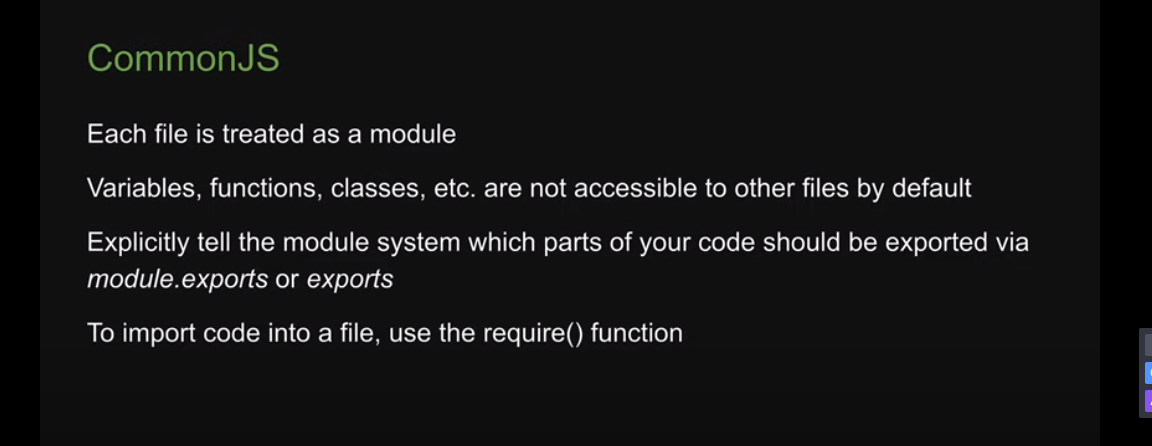 CommonJS
Each file is treated as a module
Variables, functions, classes, etc. are not accessible to other files by default
Explicitly tell the module system which parts of your code should be exported via
module.exports or exports
To import code into a file, use the require() function